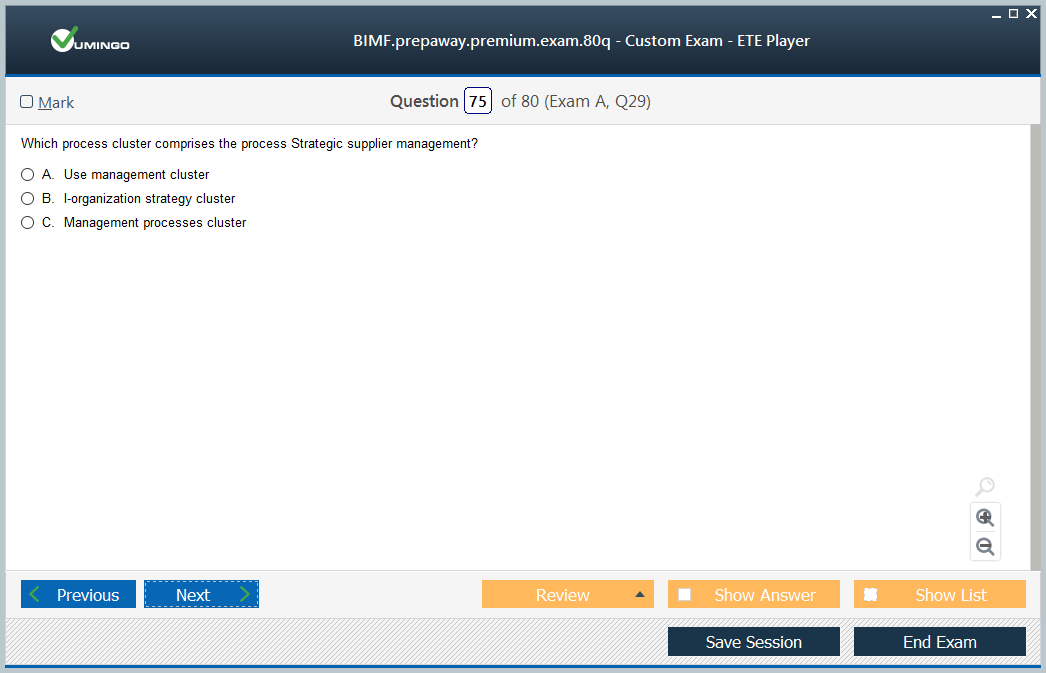 VUMINGO
BIMF.prepaway.premium.exam.80q - Custom Exam - ETE Player
Mark
Question 75 of 80 (Exam A, Q29)
Which process cluster comprises the process Strategic supplier management?
A. Use management cluster
B. I-organization strategy cluster
C. Management processes cluster
Previous
Next
Review
Show Answer
Show List
Save Session
End Exam